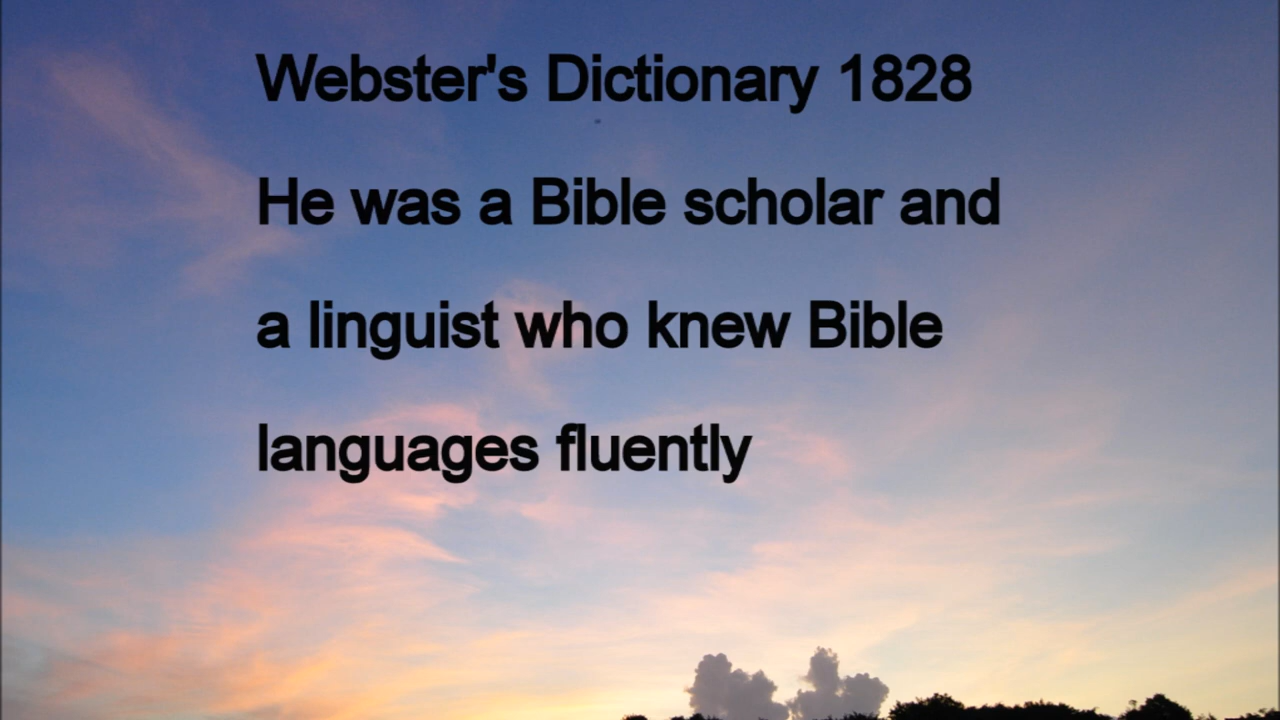 Webster's Dictionary 1828
He was a Bible scholar and
a linguist who knew Bible
languages fluently